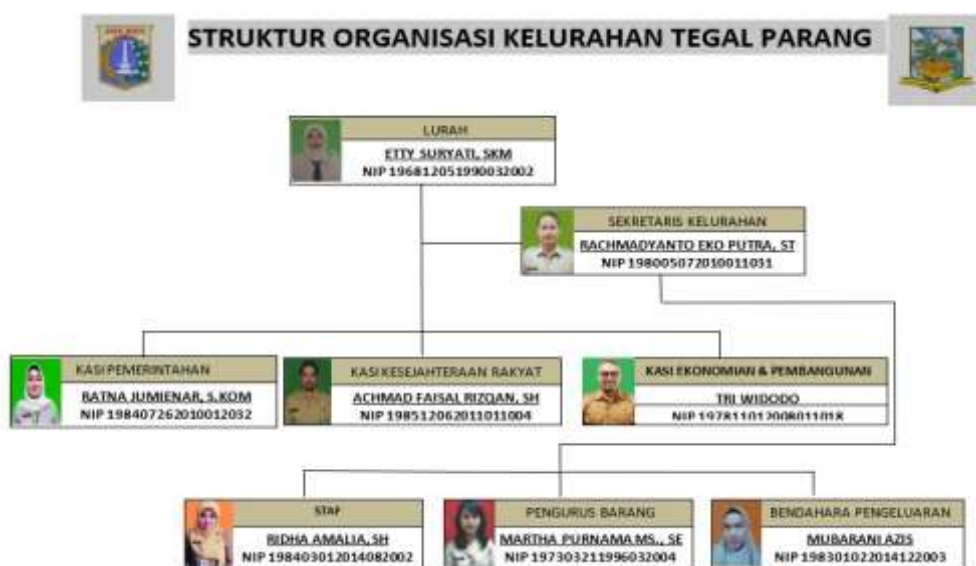 STRUKTUR ORGANISASI KELURAHAN TEGAL PARANG
LURAH
ETTY SURYATI, SKM
NIP 196812051990032002
SEKRETARIS KELURAHAN
RACHMADYANTO EKO PUTRA, ST
NIP 198005072010011031
KASI PEMERINTAHAN
RATNA JUMIENAR, S.KOM
NIP 198407262010012032
KASI KESEJAHTERAAN RAKYAT
ACHMAD FAISAL RIZQAN, SH
NIP 198512062011011004
KASI EKONOMIAN & PEMBANGUNAN
TRI WIDODO
NIP 197811012008011018
STAF
RIDHA AMALIA, SH
NIP 198403012014082002
PENGURUS BARANG
MARTHA PURNAMA MS., SE
NIP 197303211996032004
BENDAHARA PENGELUARAN
MUBARANI AZIS
NIP 198301022014122003